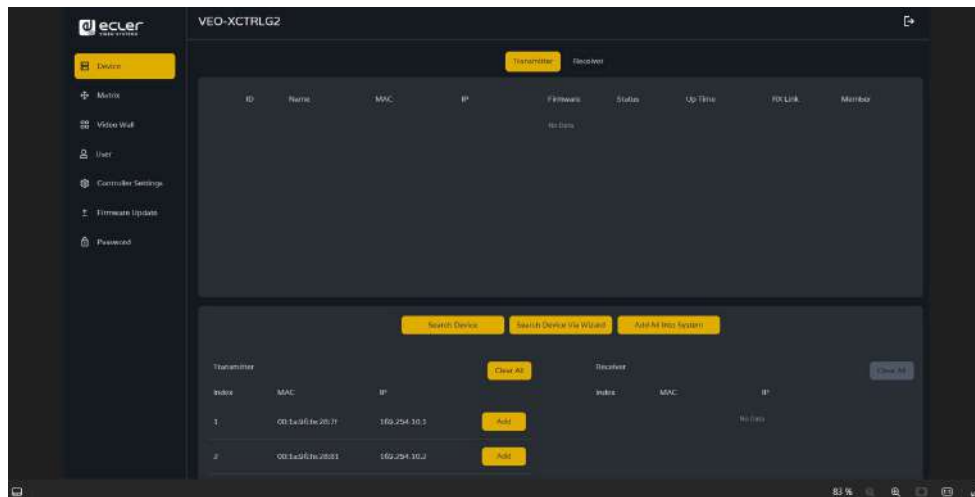 ecler
VIDEO SYSTEMS
VEO-XCTRLG2
Device
Matrix
Video Wall
User
Controller Settings
Firmware Update
Password
Transmitter Receiver
ID Name MAC IP Firmware Status Up Time RX Link Member
No Data
Search Device Search Device Via Wizard Add All Into System
Transmitter Clear All
Index MAC IP
1 169.254.10.1 Add
2 169.254.10.2 Add
Receiver Clear All
Index MAC IP
No Data
83 %